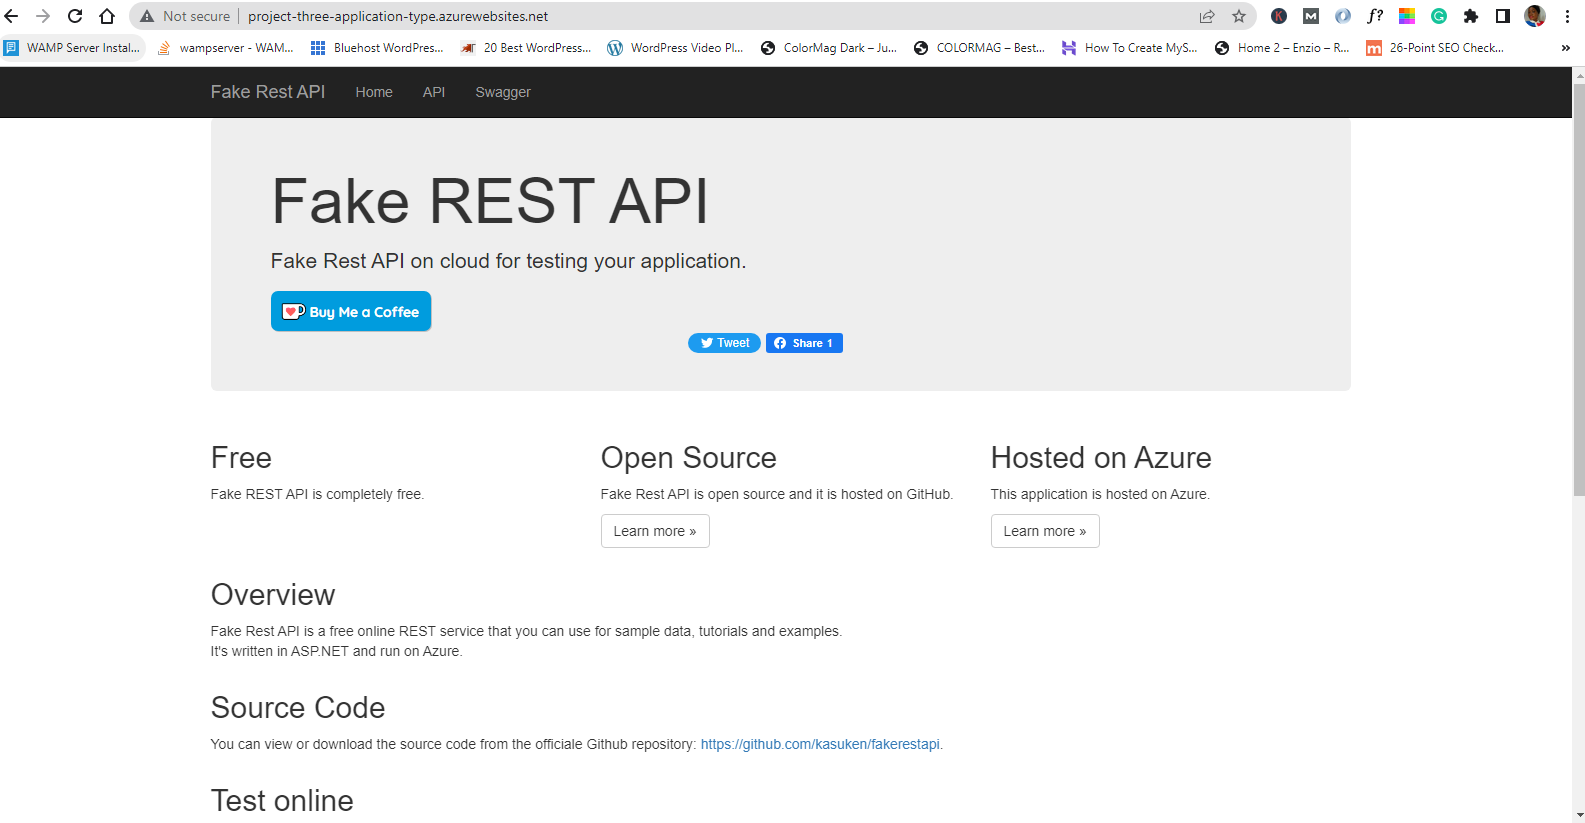 Not secure | project-three-application-type.azurewebsites.net
WAMP Server Instal... wampserver - WAM... Bluehost WordPres... 20 Best WordPress... WordPress Video Pl... ColorMag Dark – Ju... COLORMAG – Best... How To Create MyS... Home 2 – Enzio – R... 26-Point SEO Check... »
Fake Rest API Home API Swagger
Fake REST API
Fake Rest API on cloud for testing your application.
Buy Me a Coffee
Tweet Share 1
Free
Fake REST API is completely free.
Open Source
Fake Rest API is open source and it is hosted on GitHub.
Learn more »
Hosted on Azure
This application is hosted on Azure.
Learn more »
Overview
Fake Rest API is a free online REST service that you can use for sample data, tutorials and examples.
It's written in ASP.NET and run on Azure.
Source Code
You can view or download the source code from the officiale Github repository: https://github.com/kasuken/fakerestapi.
Test online